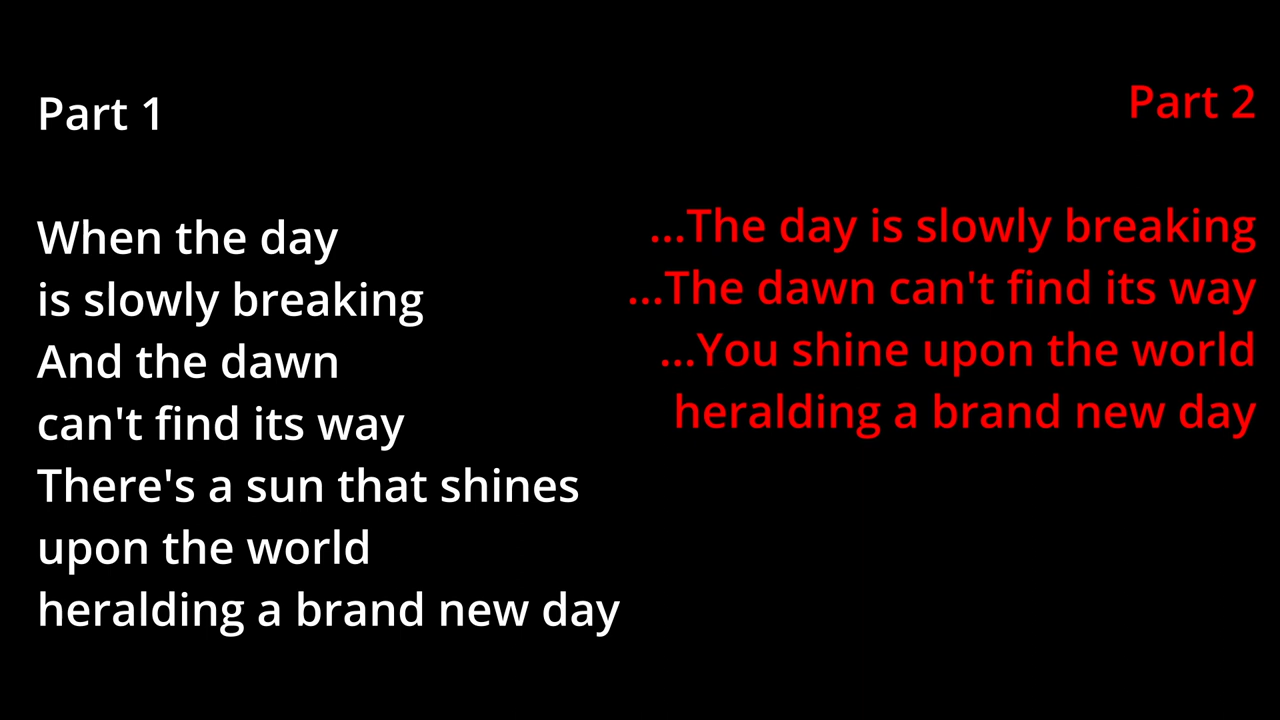 Part 1
When the day
is slowly breaking
And the dawn
can't find its way
There's a sun that shines
upon the world
heralding a brand new day
Part 2
...The day is slowly breaking
...The dawn can't find its way
...You shine upon the world
heralding a brand new day